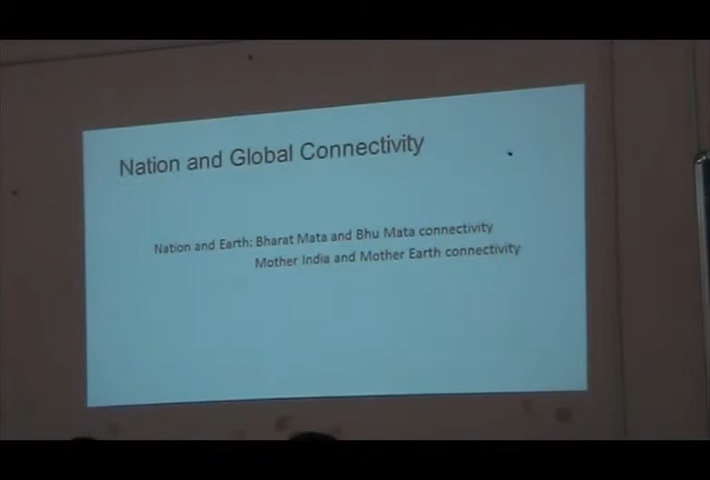 Nation and Global Connectivity
Nation and Earth: Bharat Mata and Bhu Mata connectivity
Mother India and Mother Earth connectivity